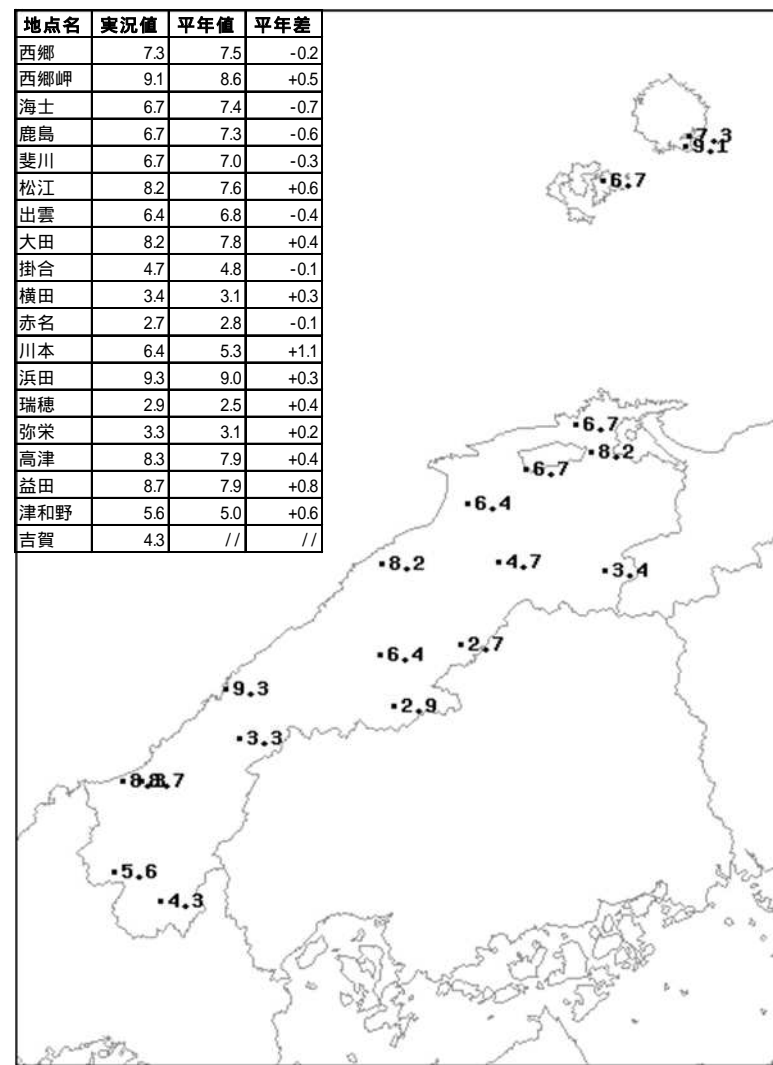 地点名 実況値 平年値 平年差
西郷 7.3 7.5 -0.2
西郷岬 9.1 8.6 +0.5
海士 6.7 7.4 -0.7
鹿島 6.7 7.3 -0.6
斐川 6.7 7.0 -0.3
松江 8.2 7.6 +0.6
出雲 6.4 6.8 -0.4
大田 8.2 7.8 +0.4
掛合 4.7 4.8 -0.1
横田 3.4 3.1 +0.3
赤名 2.7 2.8 -0.1
川本 6.4 5.3 +1.1
浜田 9.3 9.0 +0.3
瑞穂 2.9 2.5 +0.4
弥栄 3.3 3.1 +0.2
高津 8.3 7.9 +0.4
益田 8.7 7.9 +0.8
津和野 5.6 5.0 +0.6
吉賀 4.3 // //
7.3
9.1
6.7
6.7
8.2
6.7
6.4
8.2 4.7 3.4
2.7
6.4
9.3
2.9
3.3
8.3 8.7
5.6
4.3